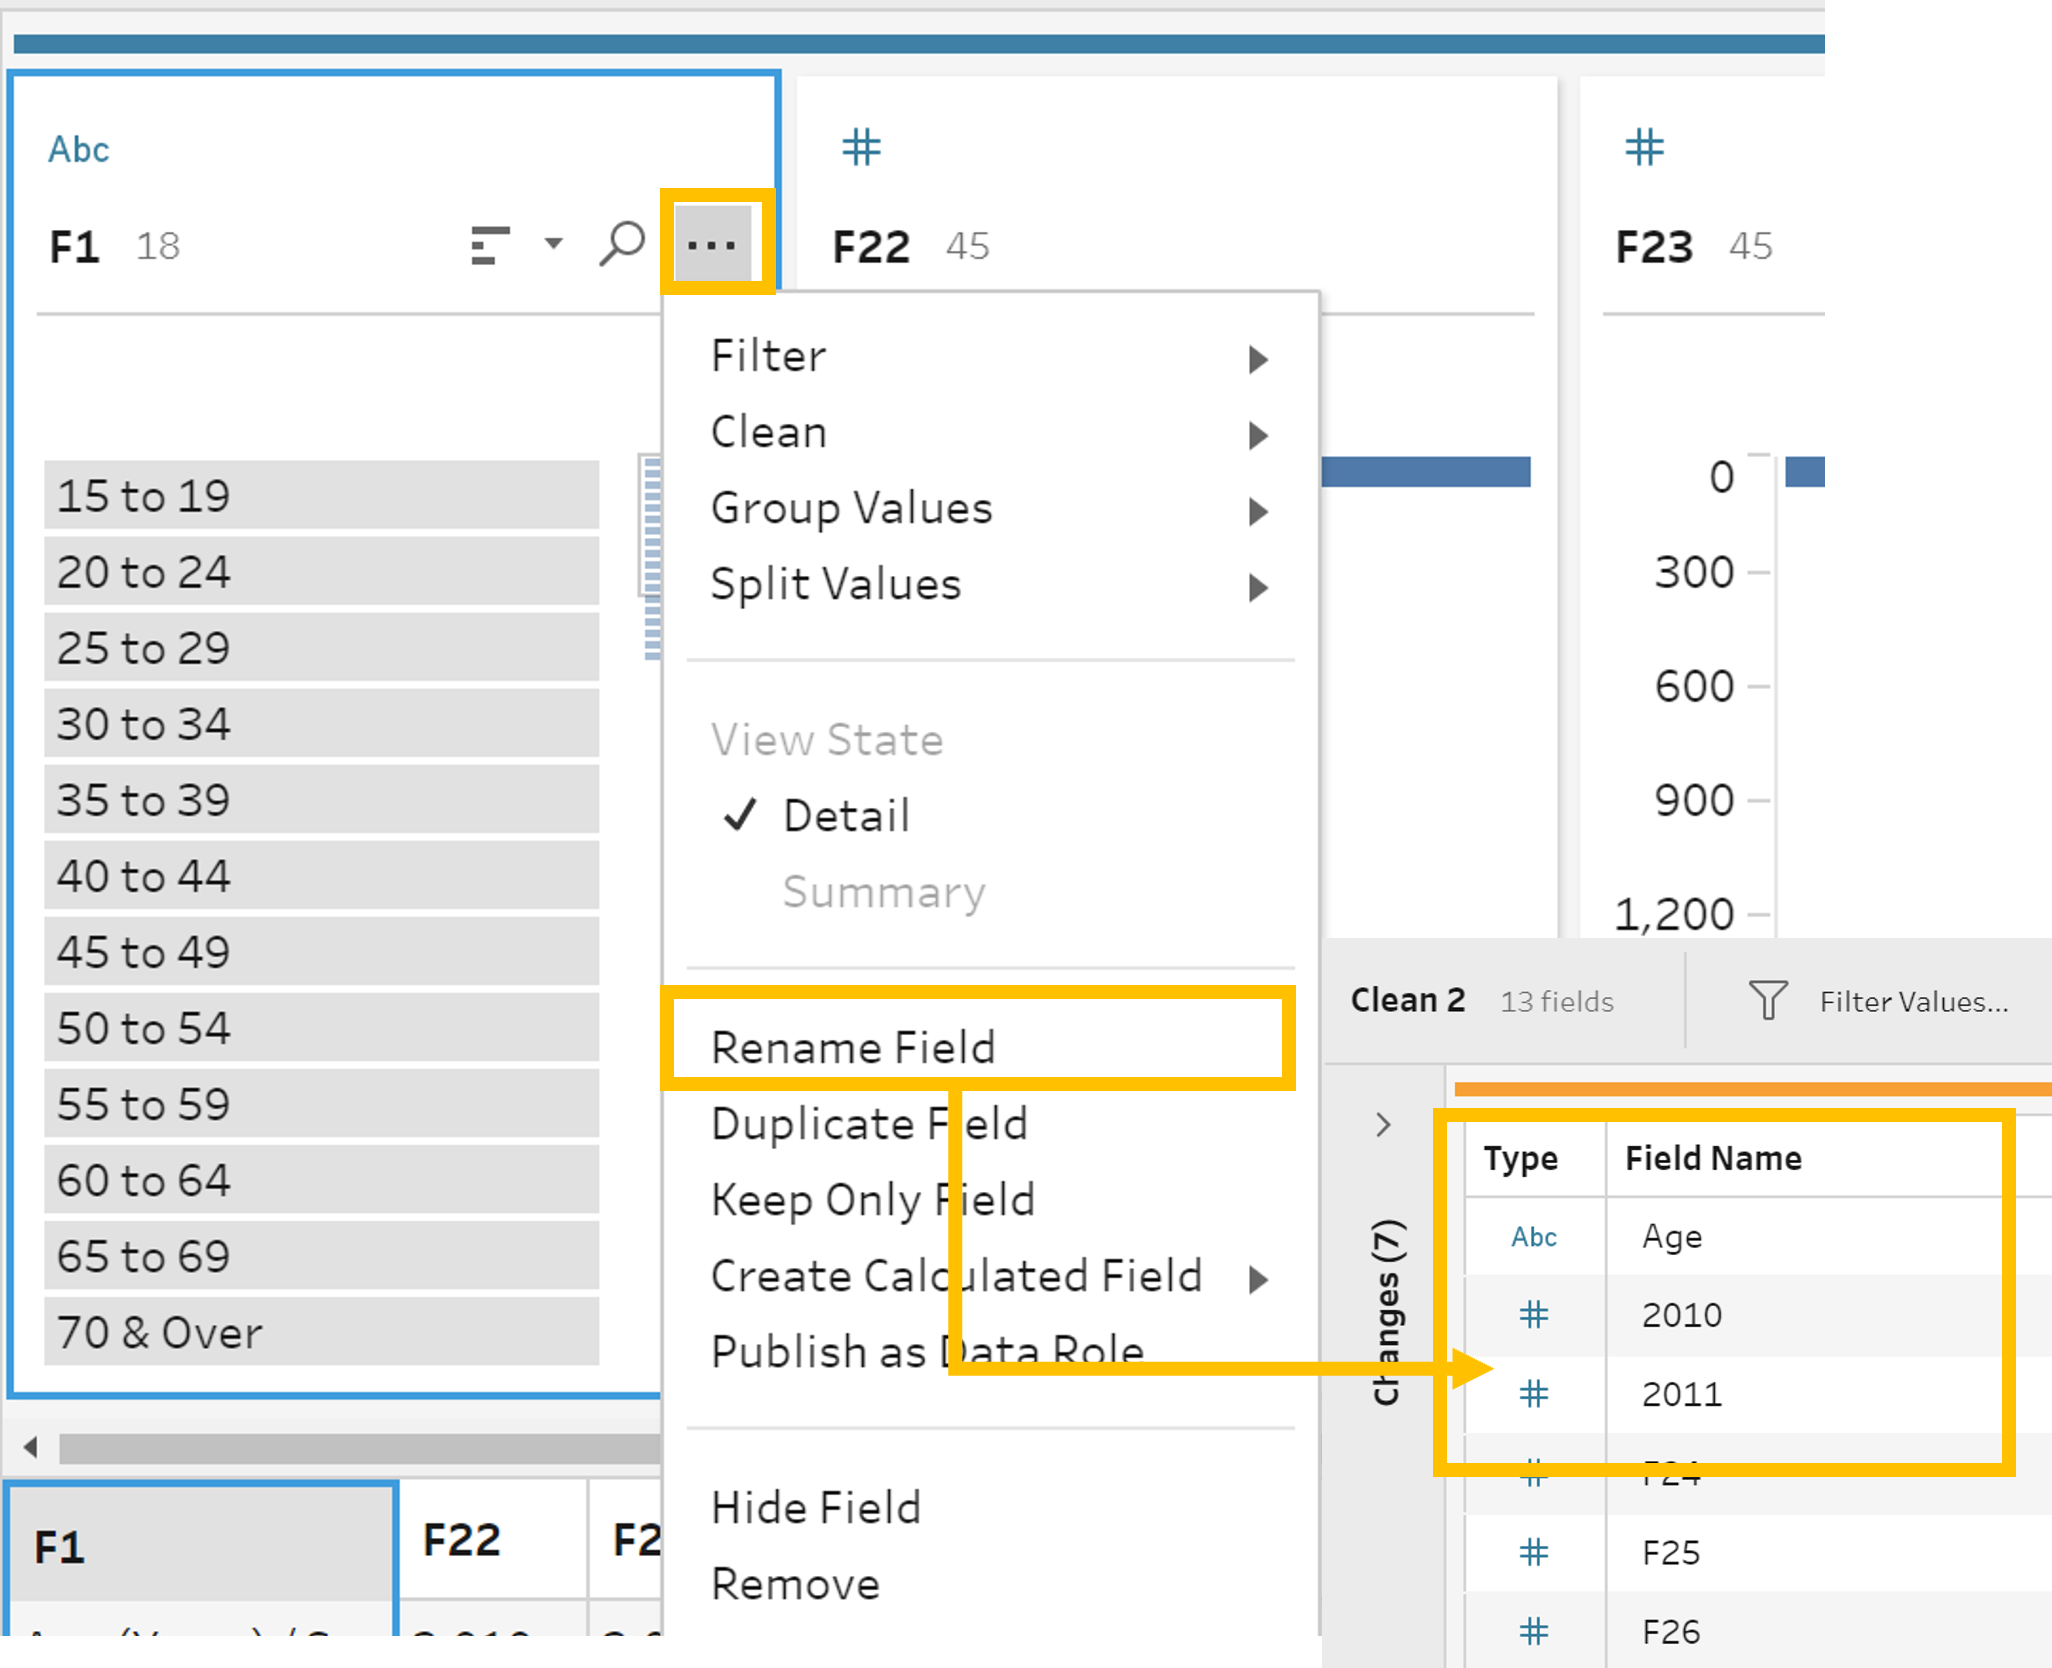 Abc
F1 18
...
F22 45
F23 45
15 to 19
20 to 24
25 to 29
30 to 34
35 to 39
40 to 44
45 to 49
50 to 54
55 to 59
60 to 64
65 to 69
70 & Over
Filter
Clean
Group Values
Split Values
View State
Detail
Summary
Rename Field
Duplicate Field
Keep Only Field
Create Calculated Field
Publish as Data Role
Hide Field
Remove
0
300
600
900
1,200
Clean 2 13 fields
Filter Values...
Changes (7)
Type Field Name
Abc Age
# 2010
# 2011
# F24
# F25
# F26
F1 F22